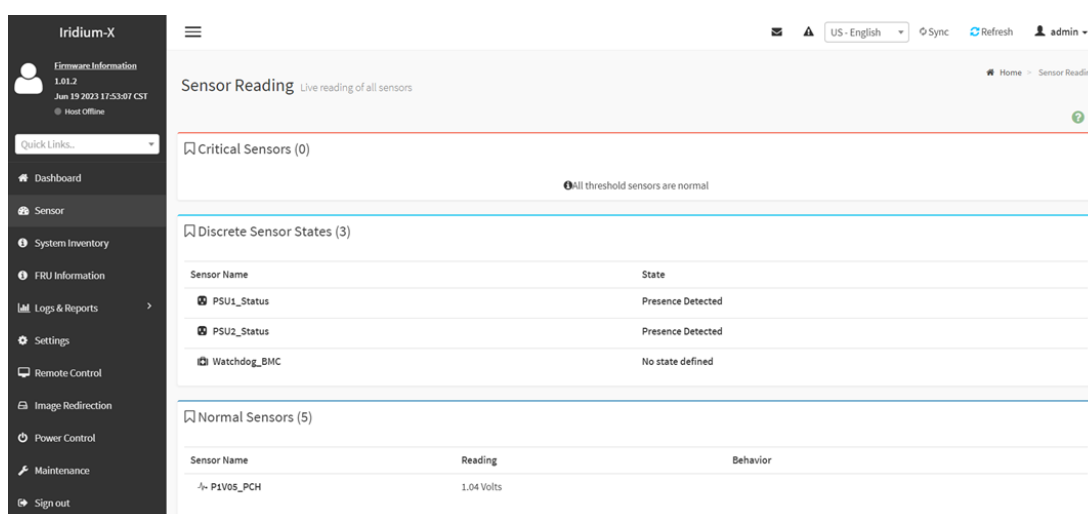 Iridium-X
Firmware Information
1.01.2
Jun 19 2023 17:53:07 CST
Host Offline
Quick Links..
Dashboard
Sensor
System Inventory
FRU Information
Logs & Reports
Settings
Remote Control
Image Redirection
Power Control
Maintenance
Sign out
US - English Sync Refresh admin
Sensor Reading Live reading of all sensors
Home > Sensor Readin
Critical Sensors (0)
All threshold sensors are normal
Discrete Sensor States (3)
Sensor Name State
PSU1_Status Presence Detected
PSU2_Status Presence Detected
Watchdog_BMC No state defined
Normal Sensors (5)
Sensor Name Reading Behavior
P1V05_PCH 1.04 Volts